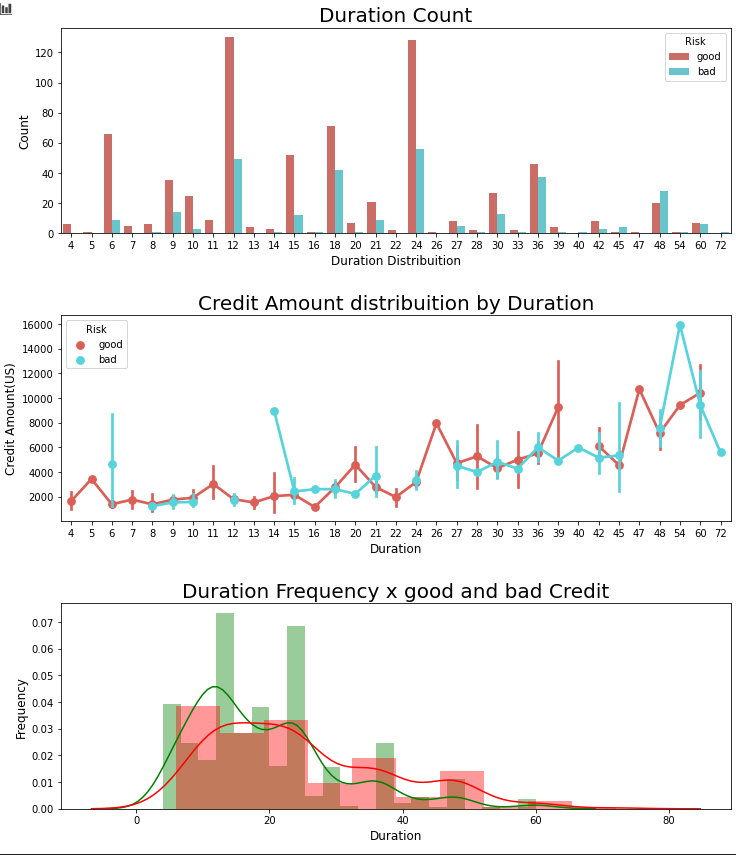 Duration Count
Risk
good
bad
120
100
80
60
40
20
0
Count
4 5 6 7 8 9 10 11 12 13 14 15 16 18 20 21 22 24 26 27 28 30 33 36 39 40 42 45 47 48 54 60 72
Duration Distribuition
Credit Amount distribuition by Duration
Risk
good
bad
16000
14000
12000
10000
8000
6000
4000
2000
Credit Amount(US)
4 5 6 7 8 9 10 11 12 13 14 15 16 18 20 21 22 24 26 27 28 30 33 36 39 40 42 45 47 48 54 60 72
Duration
Duration Frequency x good and bad Credit
0.07
0.06
0.05
0.04
0.03
0.02
0.01
0.00
Frequency
0 20 40 60 80
Duration